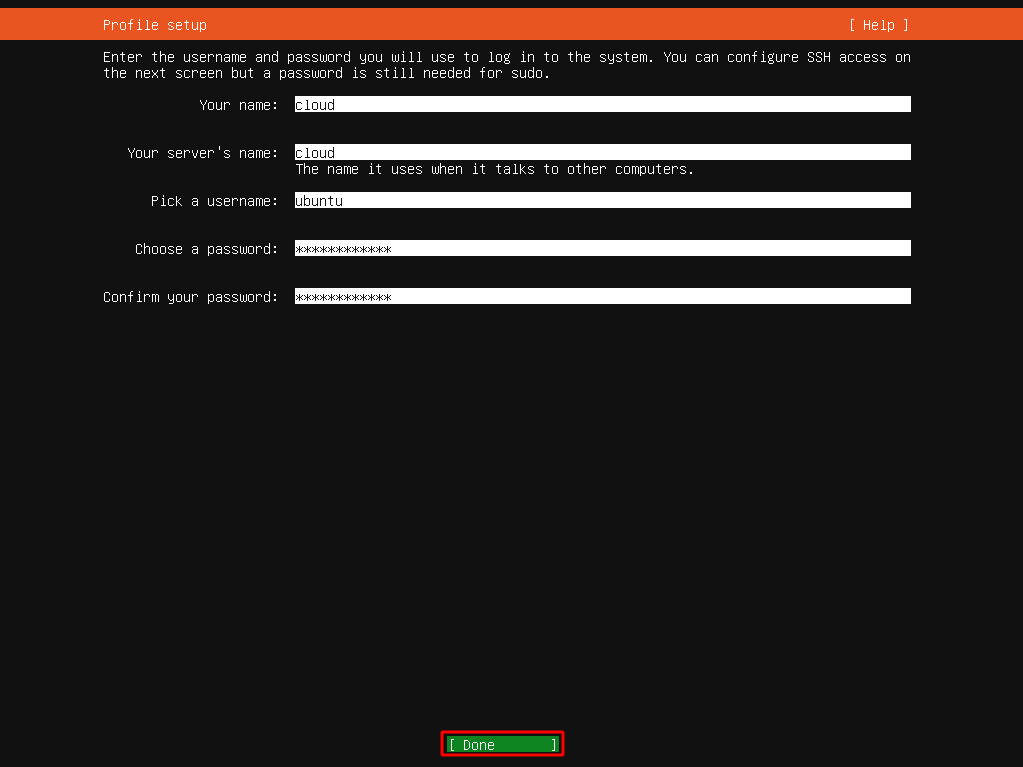 Profile setup [ Help ]
Enter the username and password you will use to log in to the system. You can configure SSH access on
the next screen but a password is still needed for sudo.
Your name: cloud
Your server's name: cloud
The name it uses when it talks to other computers.
Pick a username: ubuntu
Choose a password: ************
Confirm your password: ************
[ Done ]